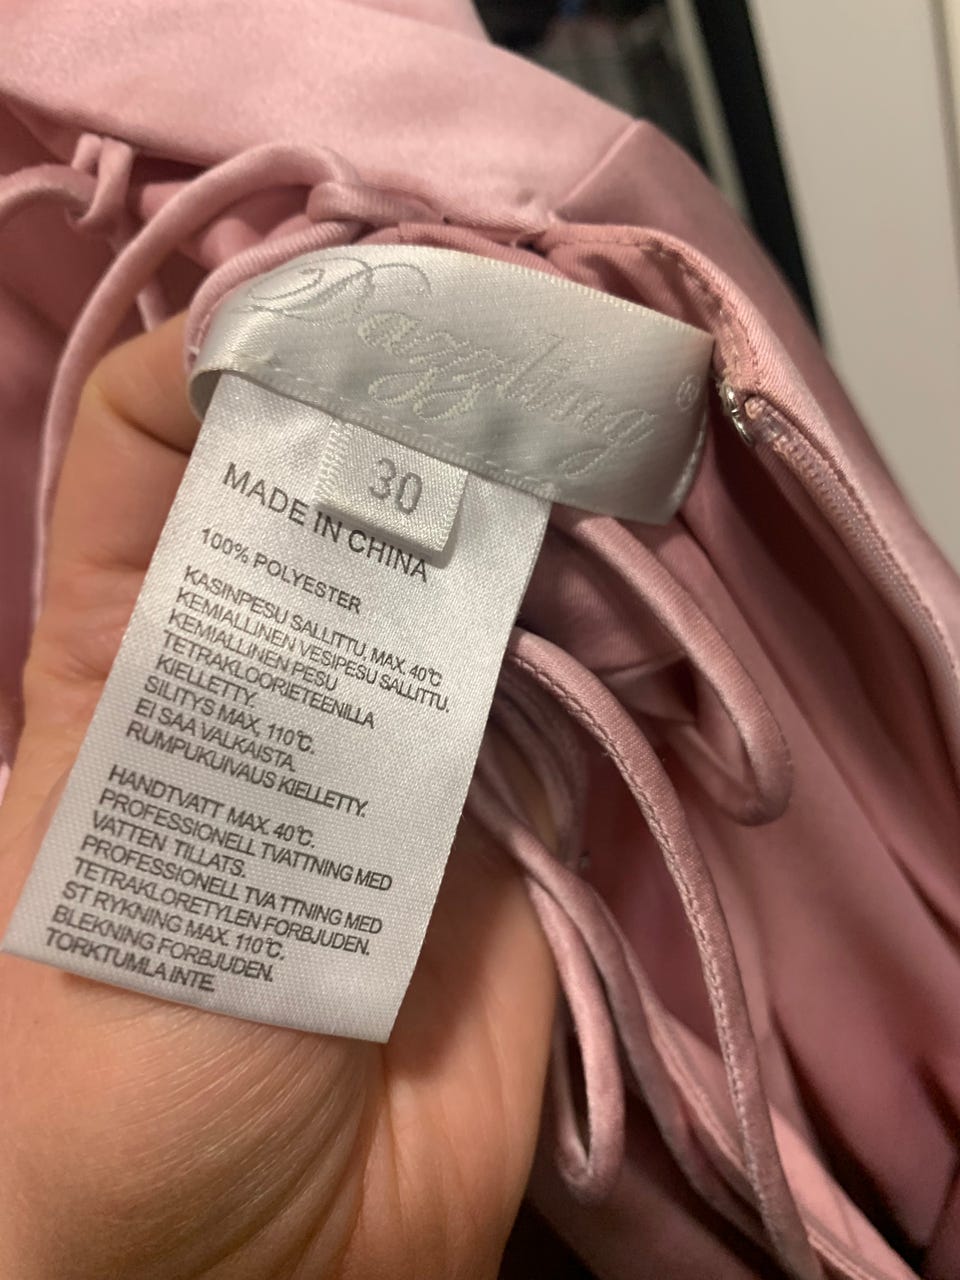 Dazzling ®
30
MADE IN CHINA
100% POLYESTER
KASINPESU SALLITTU, MAX. 40℃
KEMIALLINEN VESIPESU SALLITTU.
KEMIALLINEN PESU
TETRAKLOORIETEENILLA
KIELLETTY.
SILITYS MAX, 110℃.
EI SAA VALKAISTA.
RUMPUKUIVAUS KIELLETTY.
HANDTVATT MAX. 40℃.
PROFESSIONELL TVATTNING MED
VATTEN TILLATS.
PROFESSIONELL TVA TTNING MED
TETRAKLORETYLEN FORBJUDEN.
ST RYKNING MAX. 110℃.
BLEKNING FORBJUDEN.
TORKTUMLA INTE.